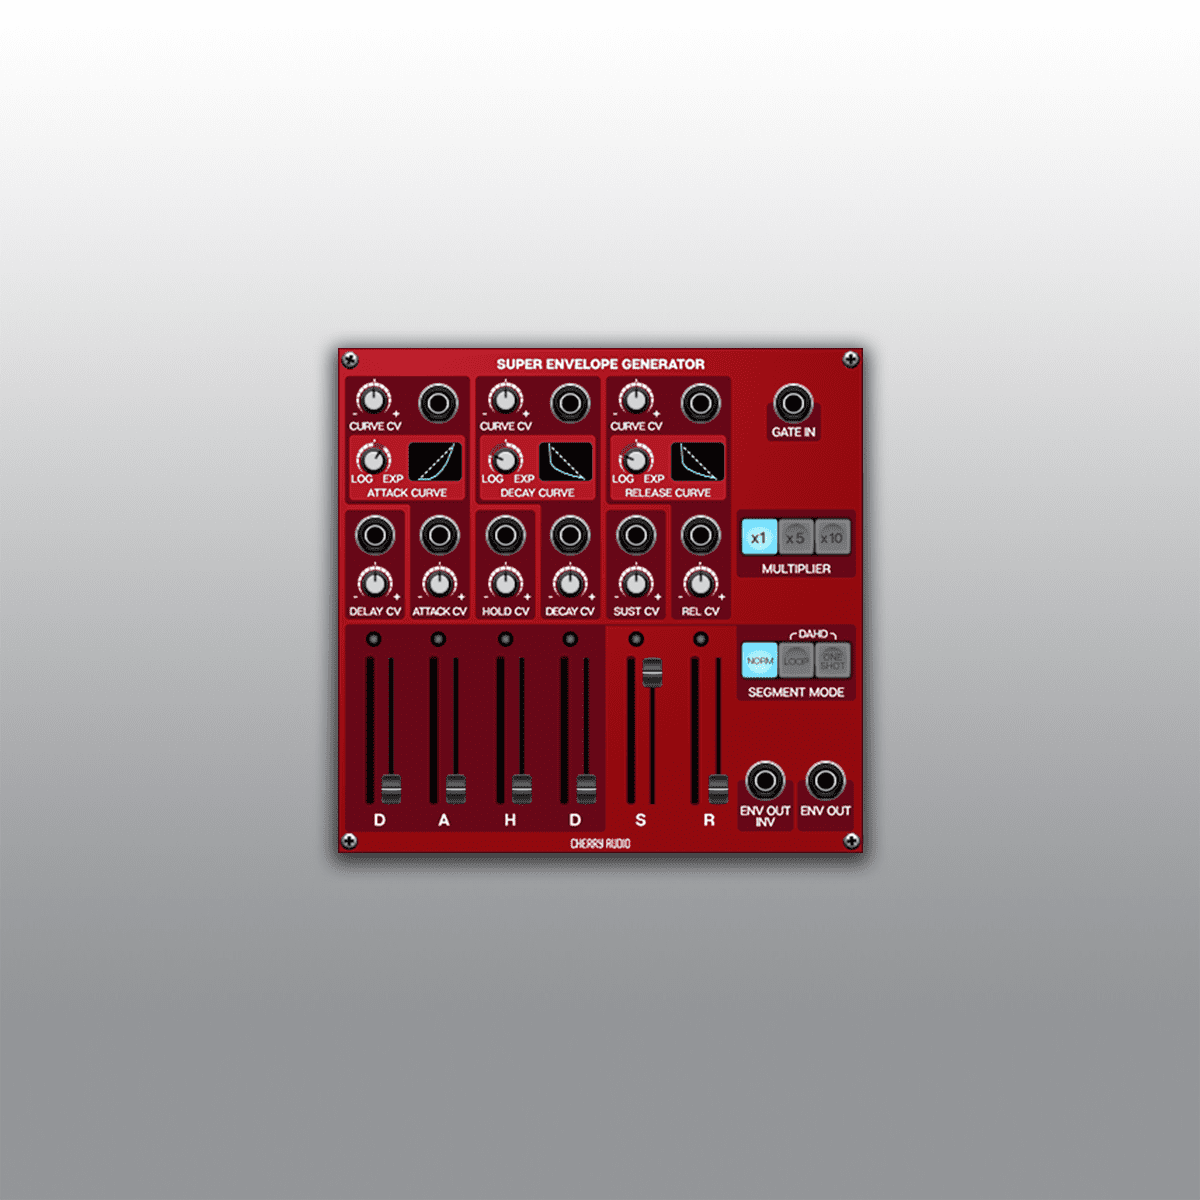 SUPER ENVELOPE GENERATOR
- + CURVE CV
- + CURVE CV
- + CURVE CV
GATE IN
LOG EXP
ATTACK CURVE
LOG EXP
DECAY CURVE
LOG EXP
RELEASE CURVE
x1 x5 x10
MULTIPLIER
- + DELAY CV
- + ATTACK CV
- + HOLD CV
- + DECAY CV
- + SUST CV
- + REL CV
DAHD
NORM LOOP ONE
SHOT
SEGMENT MODE
D A H D S R
ENV OUT
INV
ENV OUT
CHERRY AUDIO